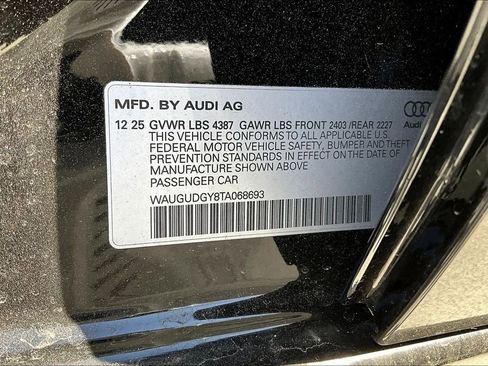 MFD. BY AUDI AG
12 25 GVWR LBS 4387 GAWR LBS FRONT 2403 /REAR 2227
THIS VEHICLE CONFORMS TO ALL APPLICABLE U.S.
FEDERAL MOTOR VEHICLE SAFETY, BUMPER AND THEFT
PREVENTION STANDARDS IN EFFECT ON THE DATE OF
MANUFACTURE SHOWN ABOVE
PASSENGER CAR
WAUGUDGY8TA068693
Audi